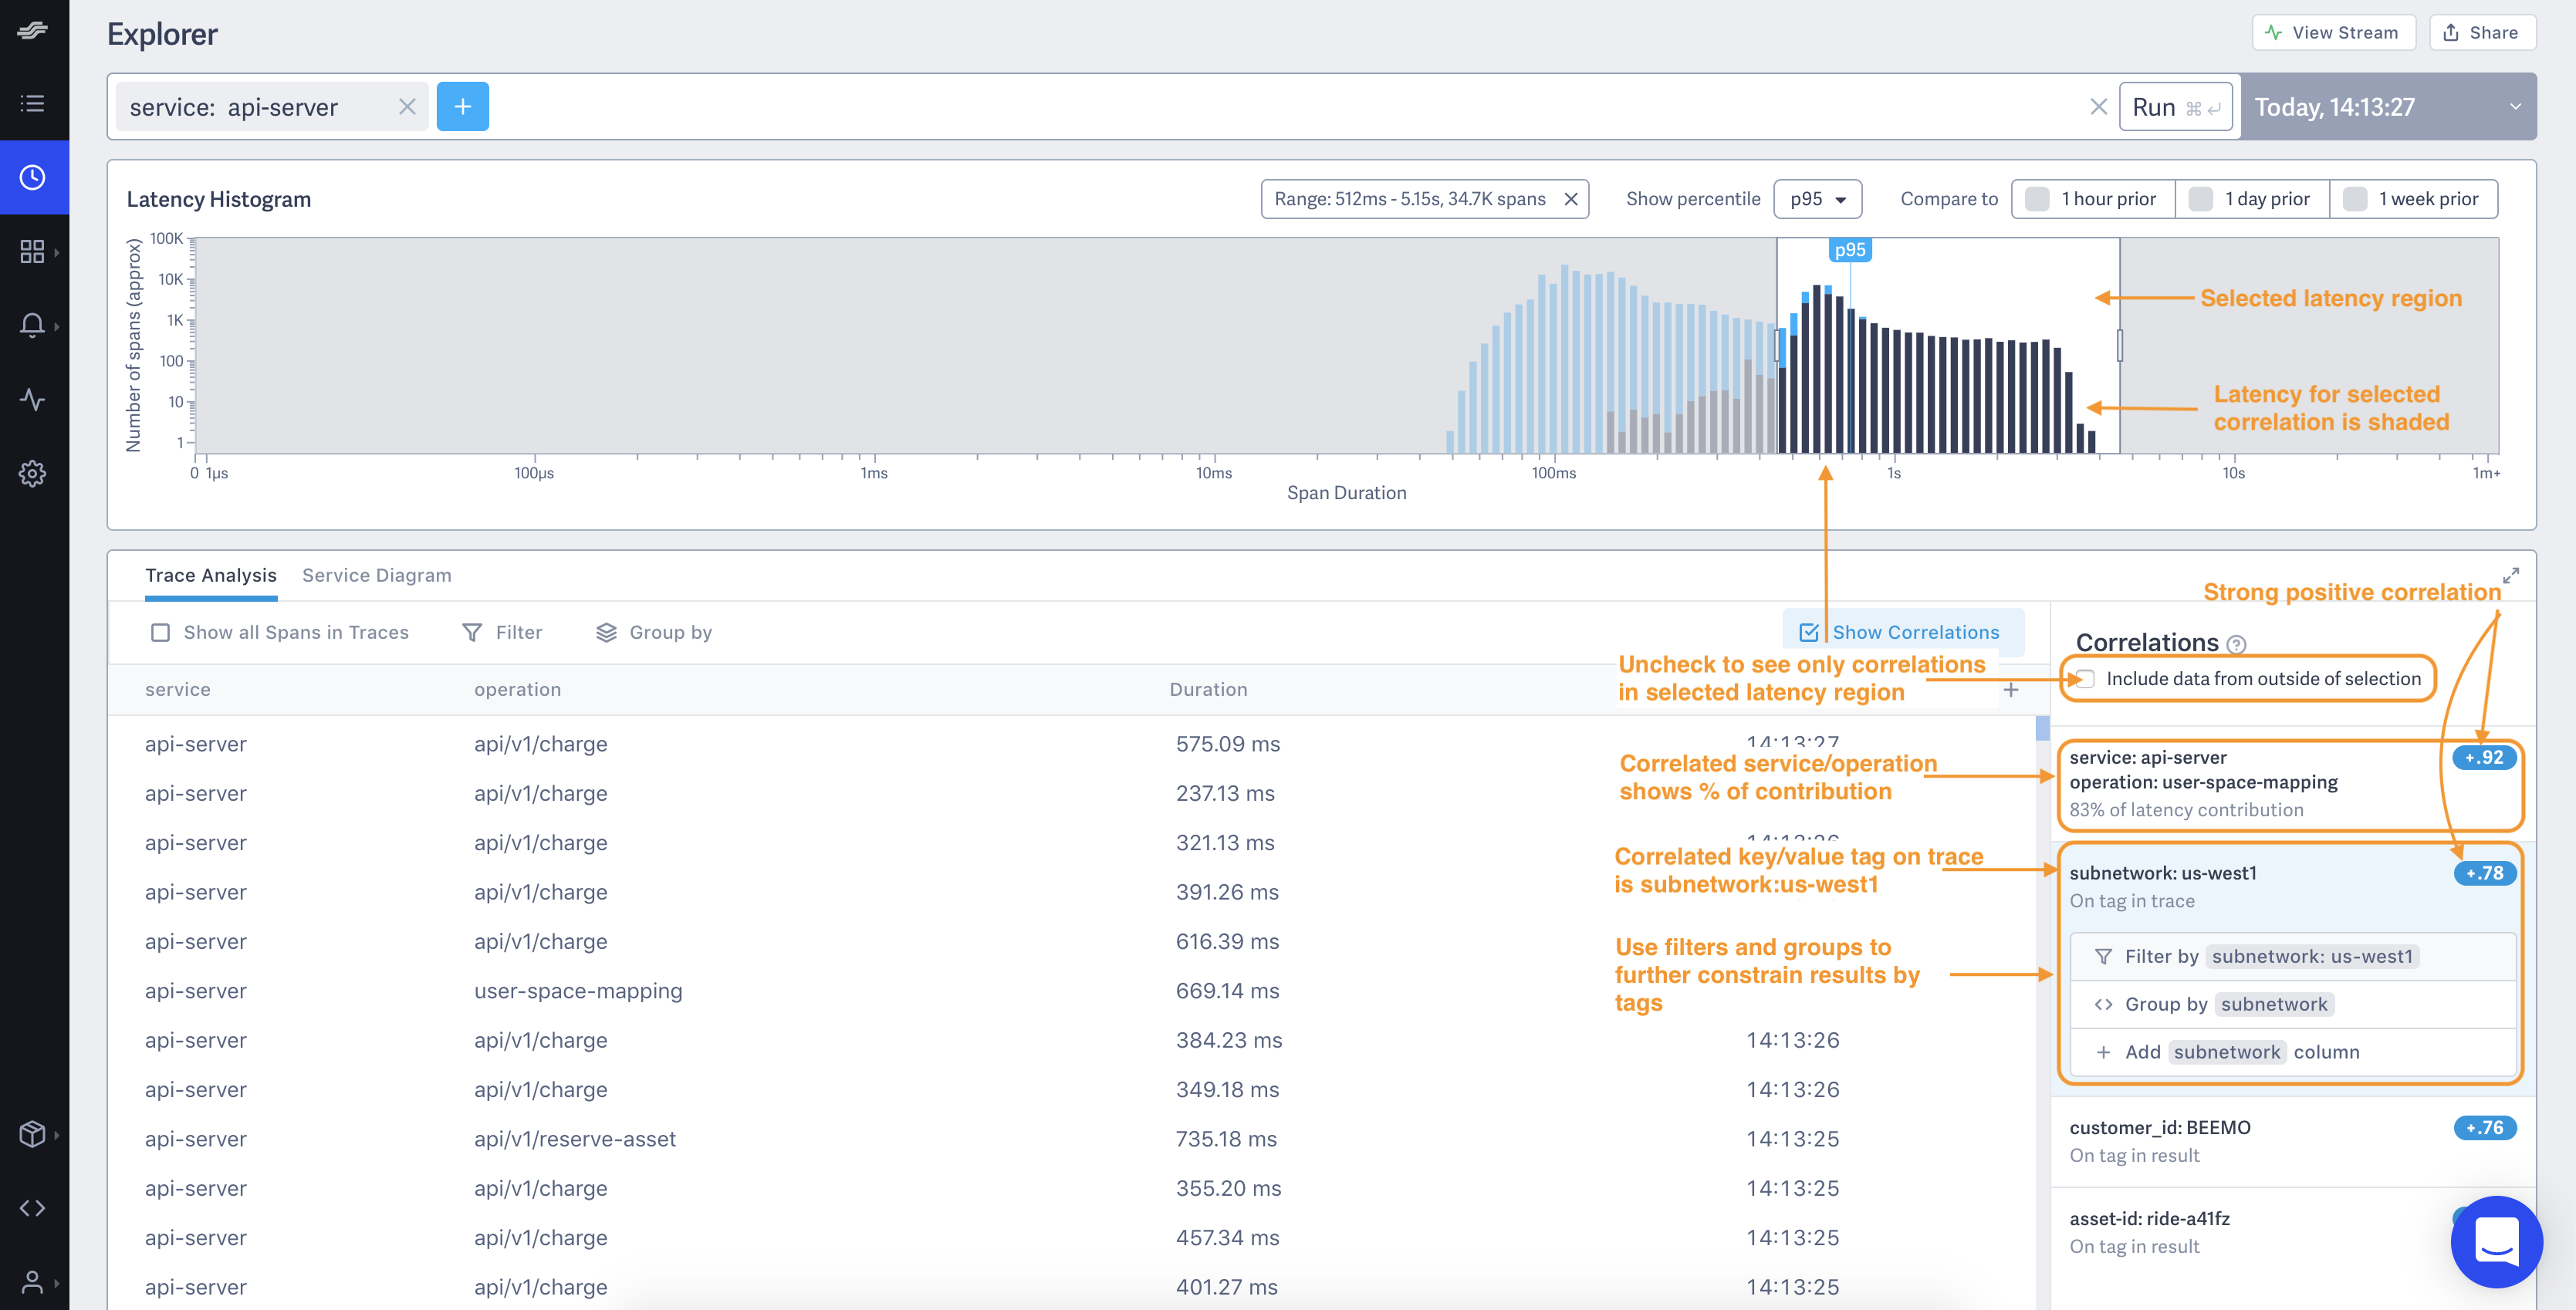 Explorer
View Stream
Share
service: api-server
Run
Today, 14:13:27
Latency Histogram
Range: 512ms - 5.15s, 34.7K spans
Show percentile
p95
Compare to
1 hour prior
1 day prior
1 week prior
Number of spans (approx)
100K
10K
1K
100
10
1
p95
Selected latency region
Latency for selected
correlation is shaded
0
1µs
100µs
1ms
10ms
100ms
1s
10s
1m+
Span Duration
Trace Analysis
Service Diagram
Strong positive correlation
Show all Spans in Traces
Filter
Group by
Show Correlations
Correlations
Uncheck to see only correlations
in selected latency region
Include data from outside of selection
service
operation
Duration
api-server api/v1/charge 575.09 ms 14:13:27
api-server api/v1/charge 237.13 ms
api-server api/v1/charge 321.13 ms 14:13:26
api-server api/v1/charge 391.26 ms
api-server api/v1/charge 616.39 ms
api-server user-space-mapping 669.14 ms
api-server api/v1/charge 384.23 ms 14:13:26
api-server api/v1/charge 349.18 ms 14:13:26
api-server api/v1/reserve-asset 735.18 ms 14:13:25
api-server api/v1/charge 355.20 ms 14:13:25
api-server api/v1/charge 457.34 ms 14:13:25
api-server api/v1/charge 401.27 ms 14:13:25
Correlated service/operation
shows % of contribution
Correlated key/value tag on trace
is subnetwork:us-west1
Use filters and groups to
further constrain results by
tags
service: api-server
+.92
operation: user-space-mapping
83% of latency contribution
subnetwork: us-west1
+.78
On tag in trace
Filter by subnetwork: us-west1
Group by subnetwork
Add subnetwork column
customer_id: BEEMO
+.76
On tag in result
asset-id: ride-a41fz
On tag in result